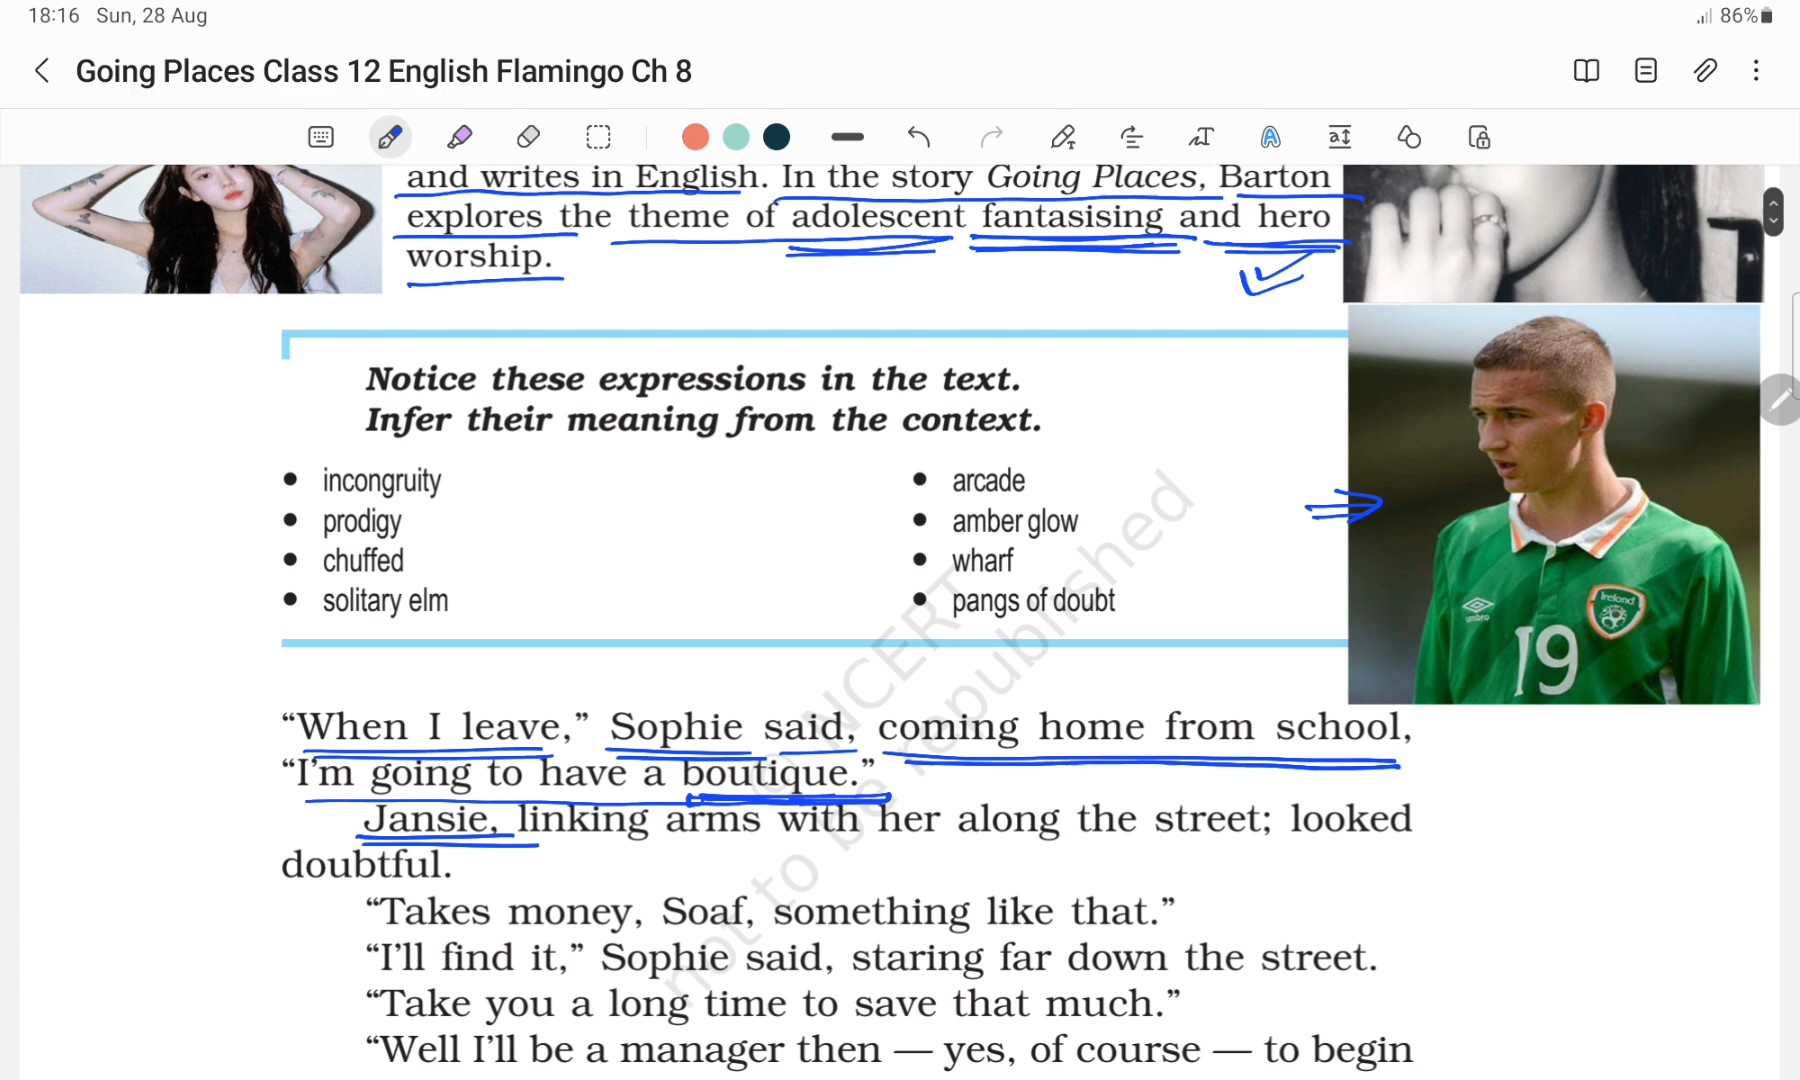 18:16 Sun, 28 Aug
86%
Going Places Class 12 English Flamingo Ch 8
and writes in English. In the story Going Places, Barton
explores the theme of adolescent fantasising and hero
worship.
Notice these expressions in the text.
Infer their meaning from the context.
• incongruity
• prodigy
• chuffed
• solitary elm
• arcade
• amber glow
• wharf
• pangs of doubt
umbro
Ireland
19
© NCERT
not to be republished
“When I leave,” Sophie said, coming home from school,
“I’m going to have a boutique.”
Jansie, linking arms with her along the street; looked
doubtful.
“Takes money, Soaf, something like that.”
“I’ll find it,” Sophie said, staring far down the street.
“Take you a long time to save that much.”
“Well I’ll be a manager then — yes, of course — to begin